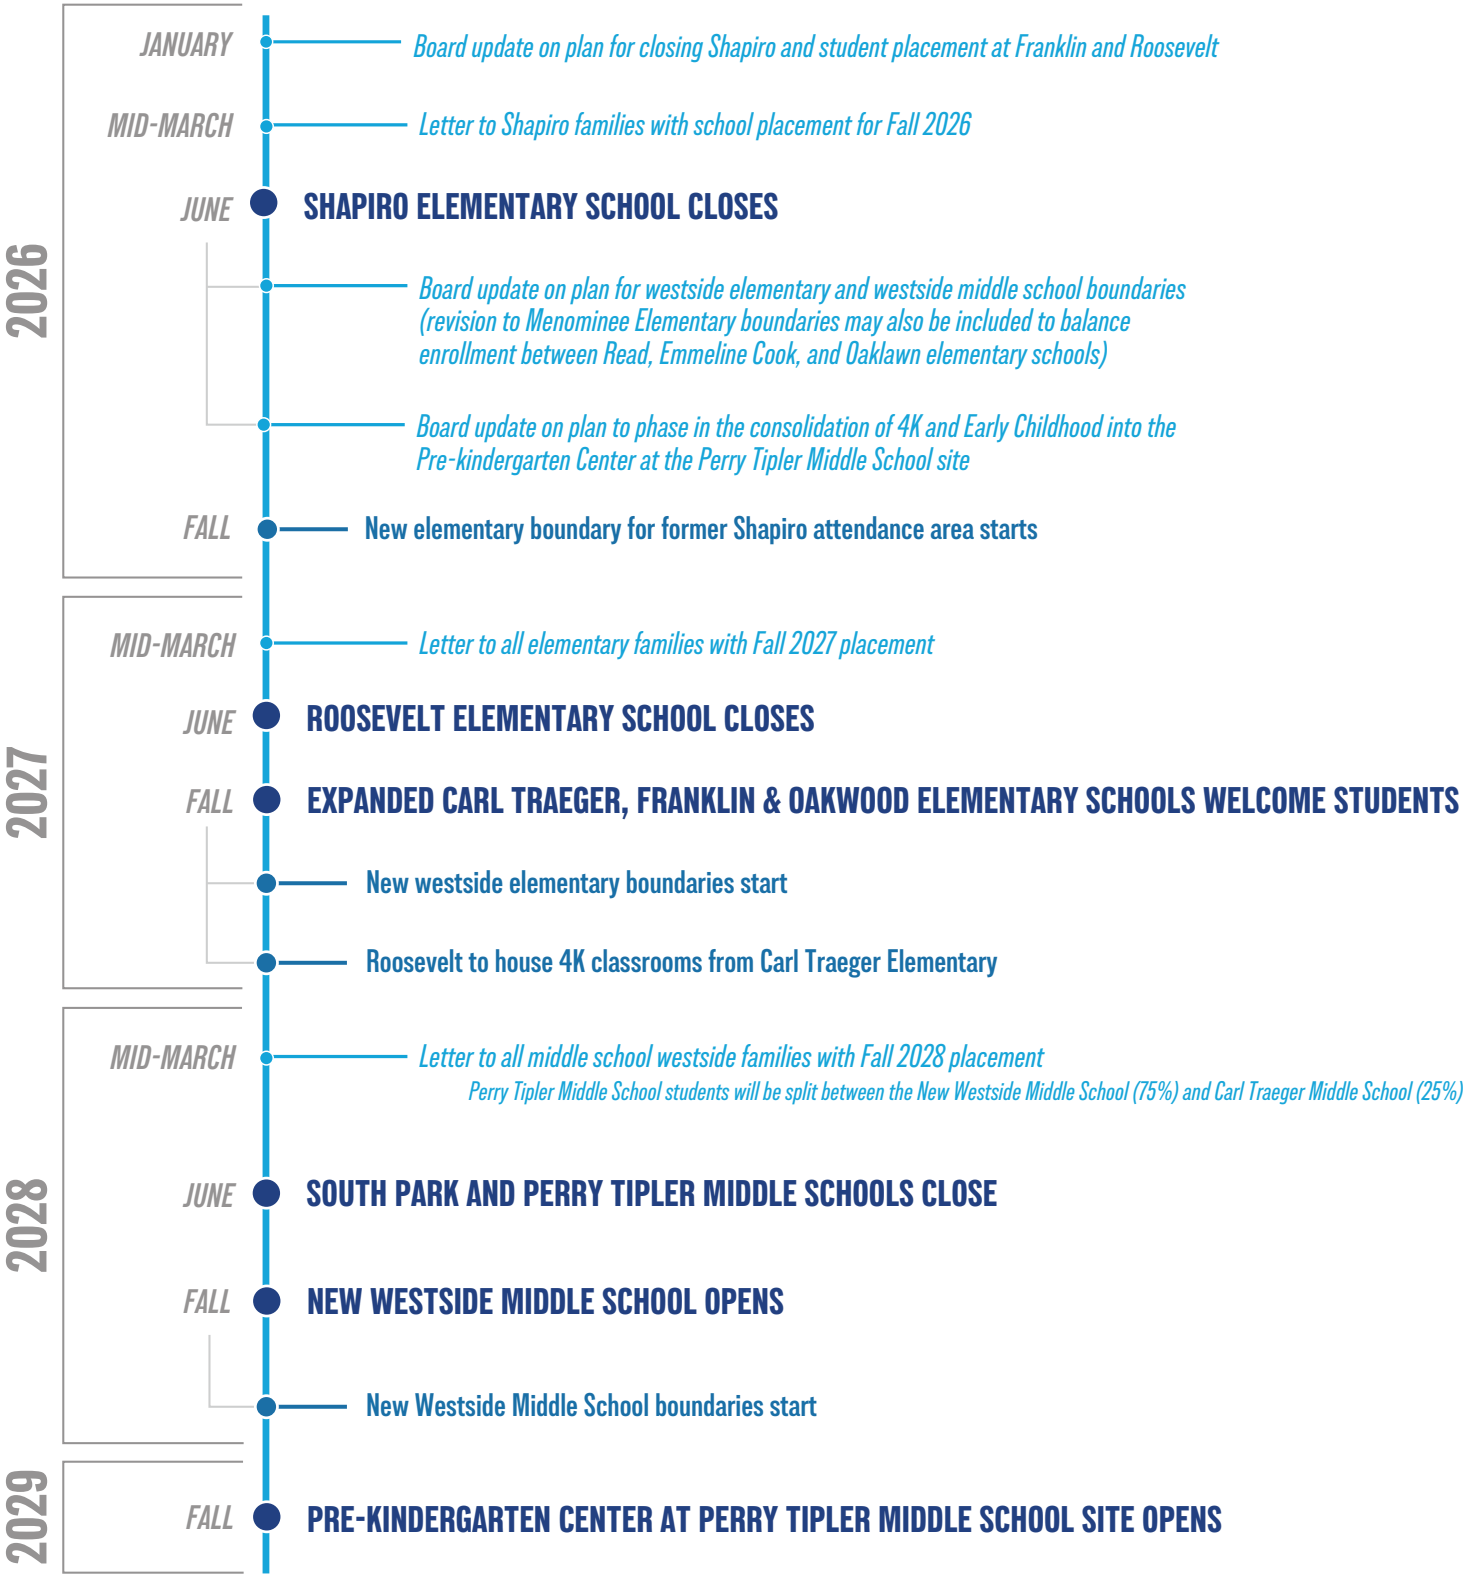 2026
JANUARY
Board update on plan for closing Shapiro and student placement at Franklin and Roosevelt
MID-MARCH
Letter to Shapiro families with school placement for Fall 2026
JUNE
SHAPIRO ELEMENTARY SCHOOL CLOSES
Board update on plan for westside elementary and westside middle school boundaries
(revision to Menominee Elementary boundaries may also be included to balance
enrollment between Read, Emmeline Cook, and Oaklawn elementary schools)
Board update on plan to phase in the consolidation of 4K and Early Childhood into the
Pre-kindergarten Center at the Perry Tipler Middle School site
FALL
New elementary boundary for former Shapiro attendance area starts
2027
MID-MARCH
Letter to all elementary families with Fall 2027 placement
JUNE
ROOSEVELT ELEMENTARY SCHOOL CLOSES
FALL
EXPANDED CARL TRAEGER, FRANKLIN & OAKWOOD ELEMENTARY SCHOOLS WELCOME STUDENTS
New westside elementary boundaries start
Roosevelt to house 4K classrooms from Carl Traeger Elementary
2028
MID-MARCH
Letter to all middle school westside families with Fall 2028 placement
Perry Tipler Middle School students will be split between the New Westside Middle School (75%) and Carl Traeger Middle School (25%)
JUNE
SOUTH PARK AND PERRY TIPLER MIDDLE SCHOOLS CLOSE
FALL
NEW WESTSIDE MIDDLE SCHOOL OPENS
New Westside Middle School boundaries start
2029
FALL
PRE-KINDERGARTEN CENTER AT PERRY TIPLER MIDDLE SCHOOL SITE OPENS